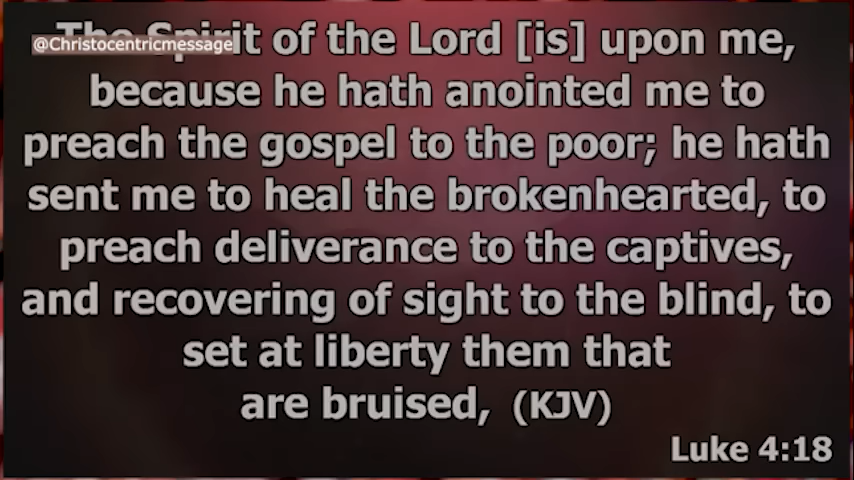 The Spirit of the Lord [is] upon me,
@Christocentricmessage
because he hath anointed me to
preach the gospel to the poor; he hath
sent me to heal the brokenhearted, to
preach deliverance to the captives,
and recovering of sight to the blind, to
set at liberty them that
are bruised, (KJV)
Luke 4:18